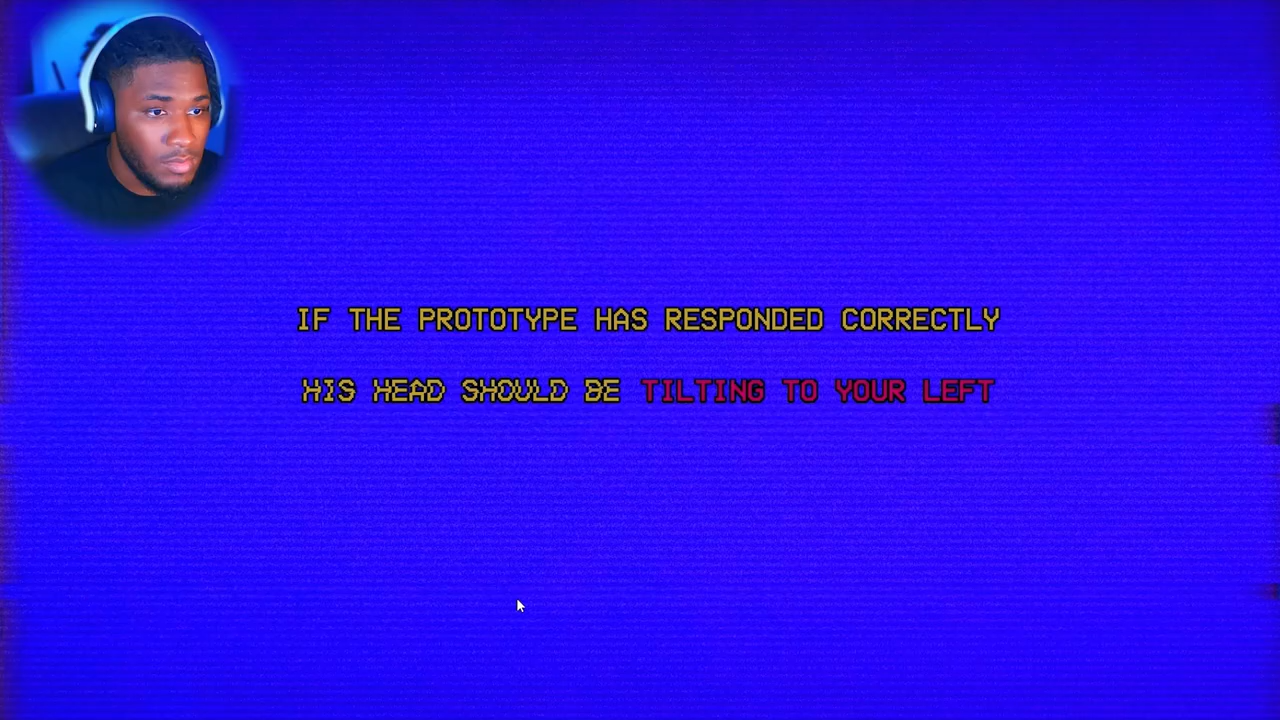 IF THE PROTOTYPE HAS RESPONDED CORRECTLY
HIS HEAD SHOULD BE TILTING TO YOUR LEFT